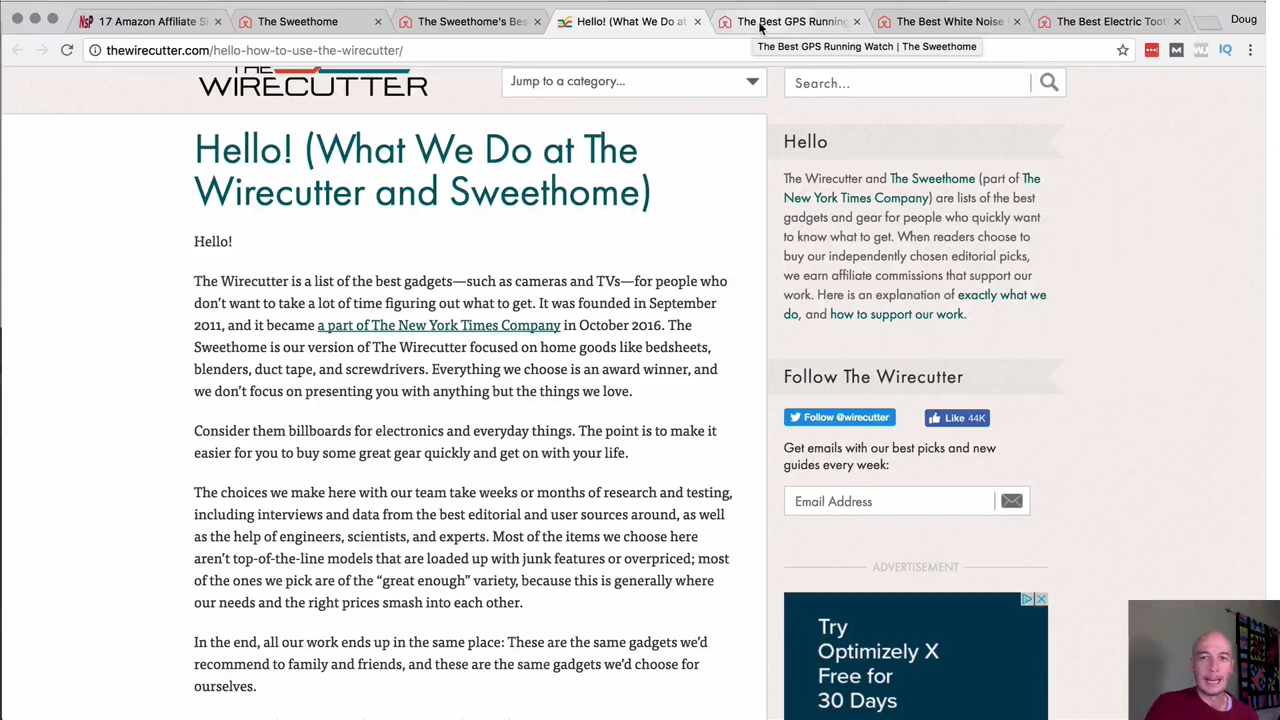 17 Amazon Affiliate Si
The Sweethome
The Sweethome's Bes
Hello! (What We Do at
The Best GPS Running
The Best White Noise
The Best Electric Toot
Doug
thewirecutter.com/hello-how-to-use-the-wirecutter/
The Best GPS Running Watch | The Sweethome
THE
WIRECUTTER
Jump to a category...
Search...
Hello! (What We Do at The
Wirecutter and Sweethome)
Hello!
The Wirecutter is a list of the best gadgets—such as cameras and TVs—for people who
don’t want to take a lot of time figuring out what to get. It was founded in September
2011, and it became a part of The New York Times Company in October 2016. The
Sweethome is our version of The Wirecutter focused on home goods like bedsheets,
blenders, duct tape, and screwdrivers. Everything we choose is an award winner, and
we don’t focus on presenting you with anything but the things we love.
Consider them billboards for electronics and everyday things. The point is to make it
easier for you to buy some great gear quickly and get on with your life.
The choices we make here with our team take weeks or months of research and testing,
including interviews and data from the best editorial and user sources around, as well
as the help of engineers, scientists, and experts. Most of the items we choose here
aren’t top-of-the-line models that are loaded up with junk features or overpriced; most
of the ones we pick are of the “great enough” variety, because this is generally where
our needs and the right prices smash into each other.
In the end, all our work ends up in the same place: These are the same gadgets we’d
recommend to family and friends, and these are the same gadgets we’d choose for
ourselves.
Hello
The Wirecutter and The Sweethome (part of The
New York Times Company) are lists of the best
gadgets and gear for people who quickly want
to know what to get. When readers choose to
buy our independently chosen editorial picks,
we earn affiliate commissions that support our
work. Here is an explanation of exactly what we
do, and how to support our work.
Follow The Wirecutter
Follow @wirecutter
Like 44K
Get emails with our best picks and new
guides every week:
Email Address
ADVERTISEMENT
Try
Optimizely X
Free for
30 Days